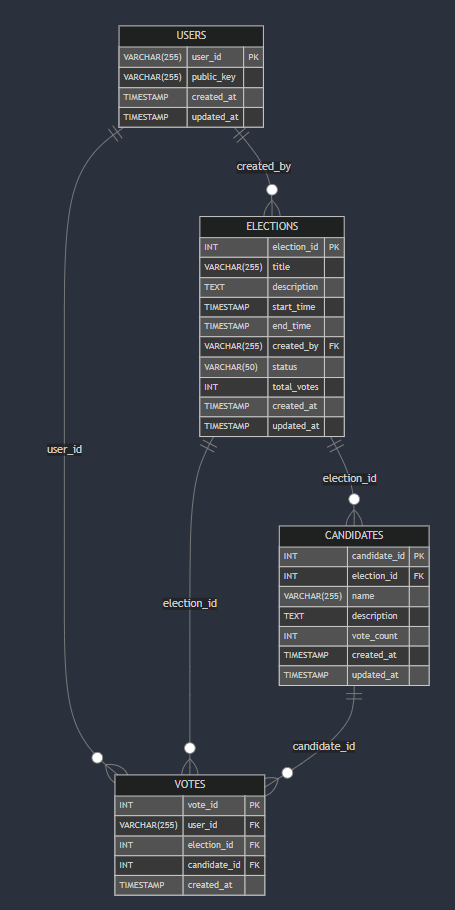 USERS
VARCHAR(255) user_id PK
VARCHAR(255) public_key
TIMESTAMP created_at
TIMESTAMP updated_at
created_by
ELECTIONS
INT election_id PK
VARCHAR(255) title
TEXT description
TIMESTAMP start_time
TIMESTAMP end_time
VARCHAR(255) created_by FK
VARCHAR(50) status
INT total_votes
TIMESTAMP created_at
TIMESTAMP updated_at
user_id
election_id
CANDIDATES
INT candidate_id PK
INT election_id FK
VARCHAR(255) name
TEXT description
INT vote_count
TIMESTAMP created_at
TIMESTAMP updated_at
election_id
candidate_id
VOTES
INT vote_id PK
VARCHAR(255) user_id FK
INT election_id FK
INT candidate_id FK
TIMESTAMP created_at